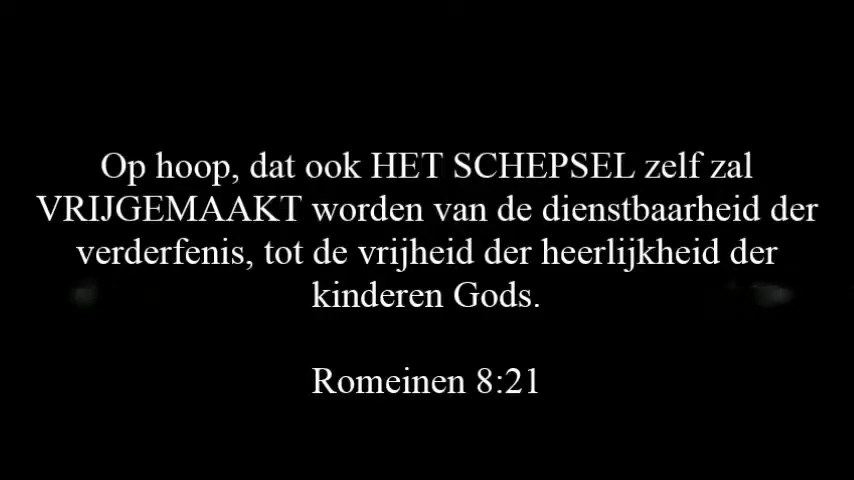 Op hoop, dat ook HET SCHEPSEL zelf zal
VRIJGEMAAKT worden van de dienstbaarheid der
verderfenis, tot de vrijheid der heerlijkheid der
kinderen Gods.
Romeinen 8:21